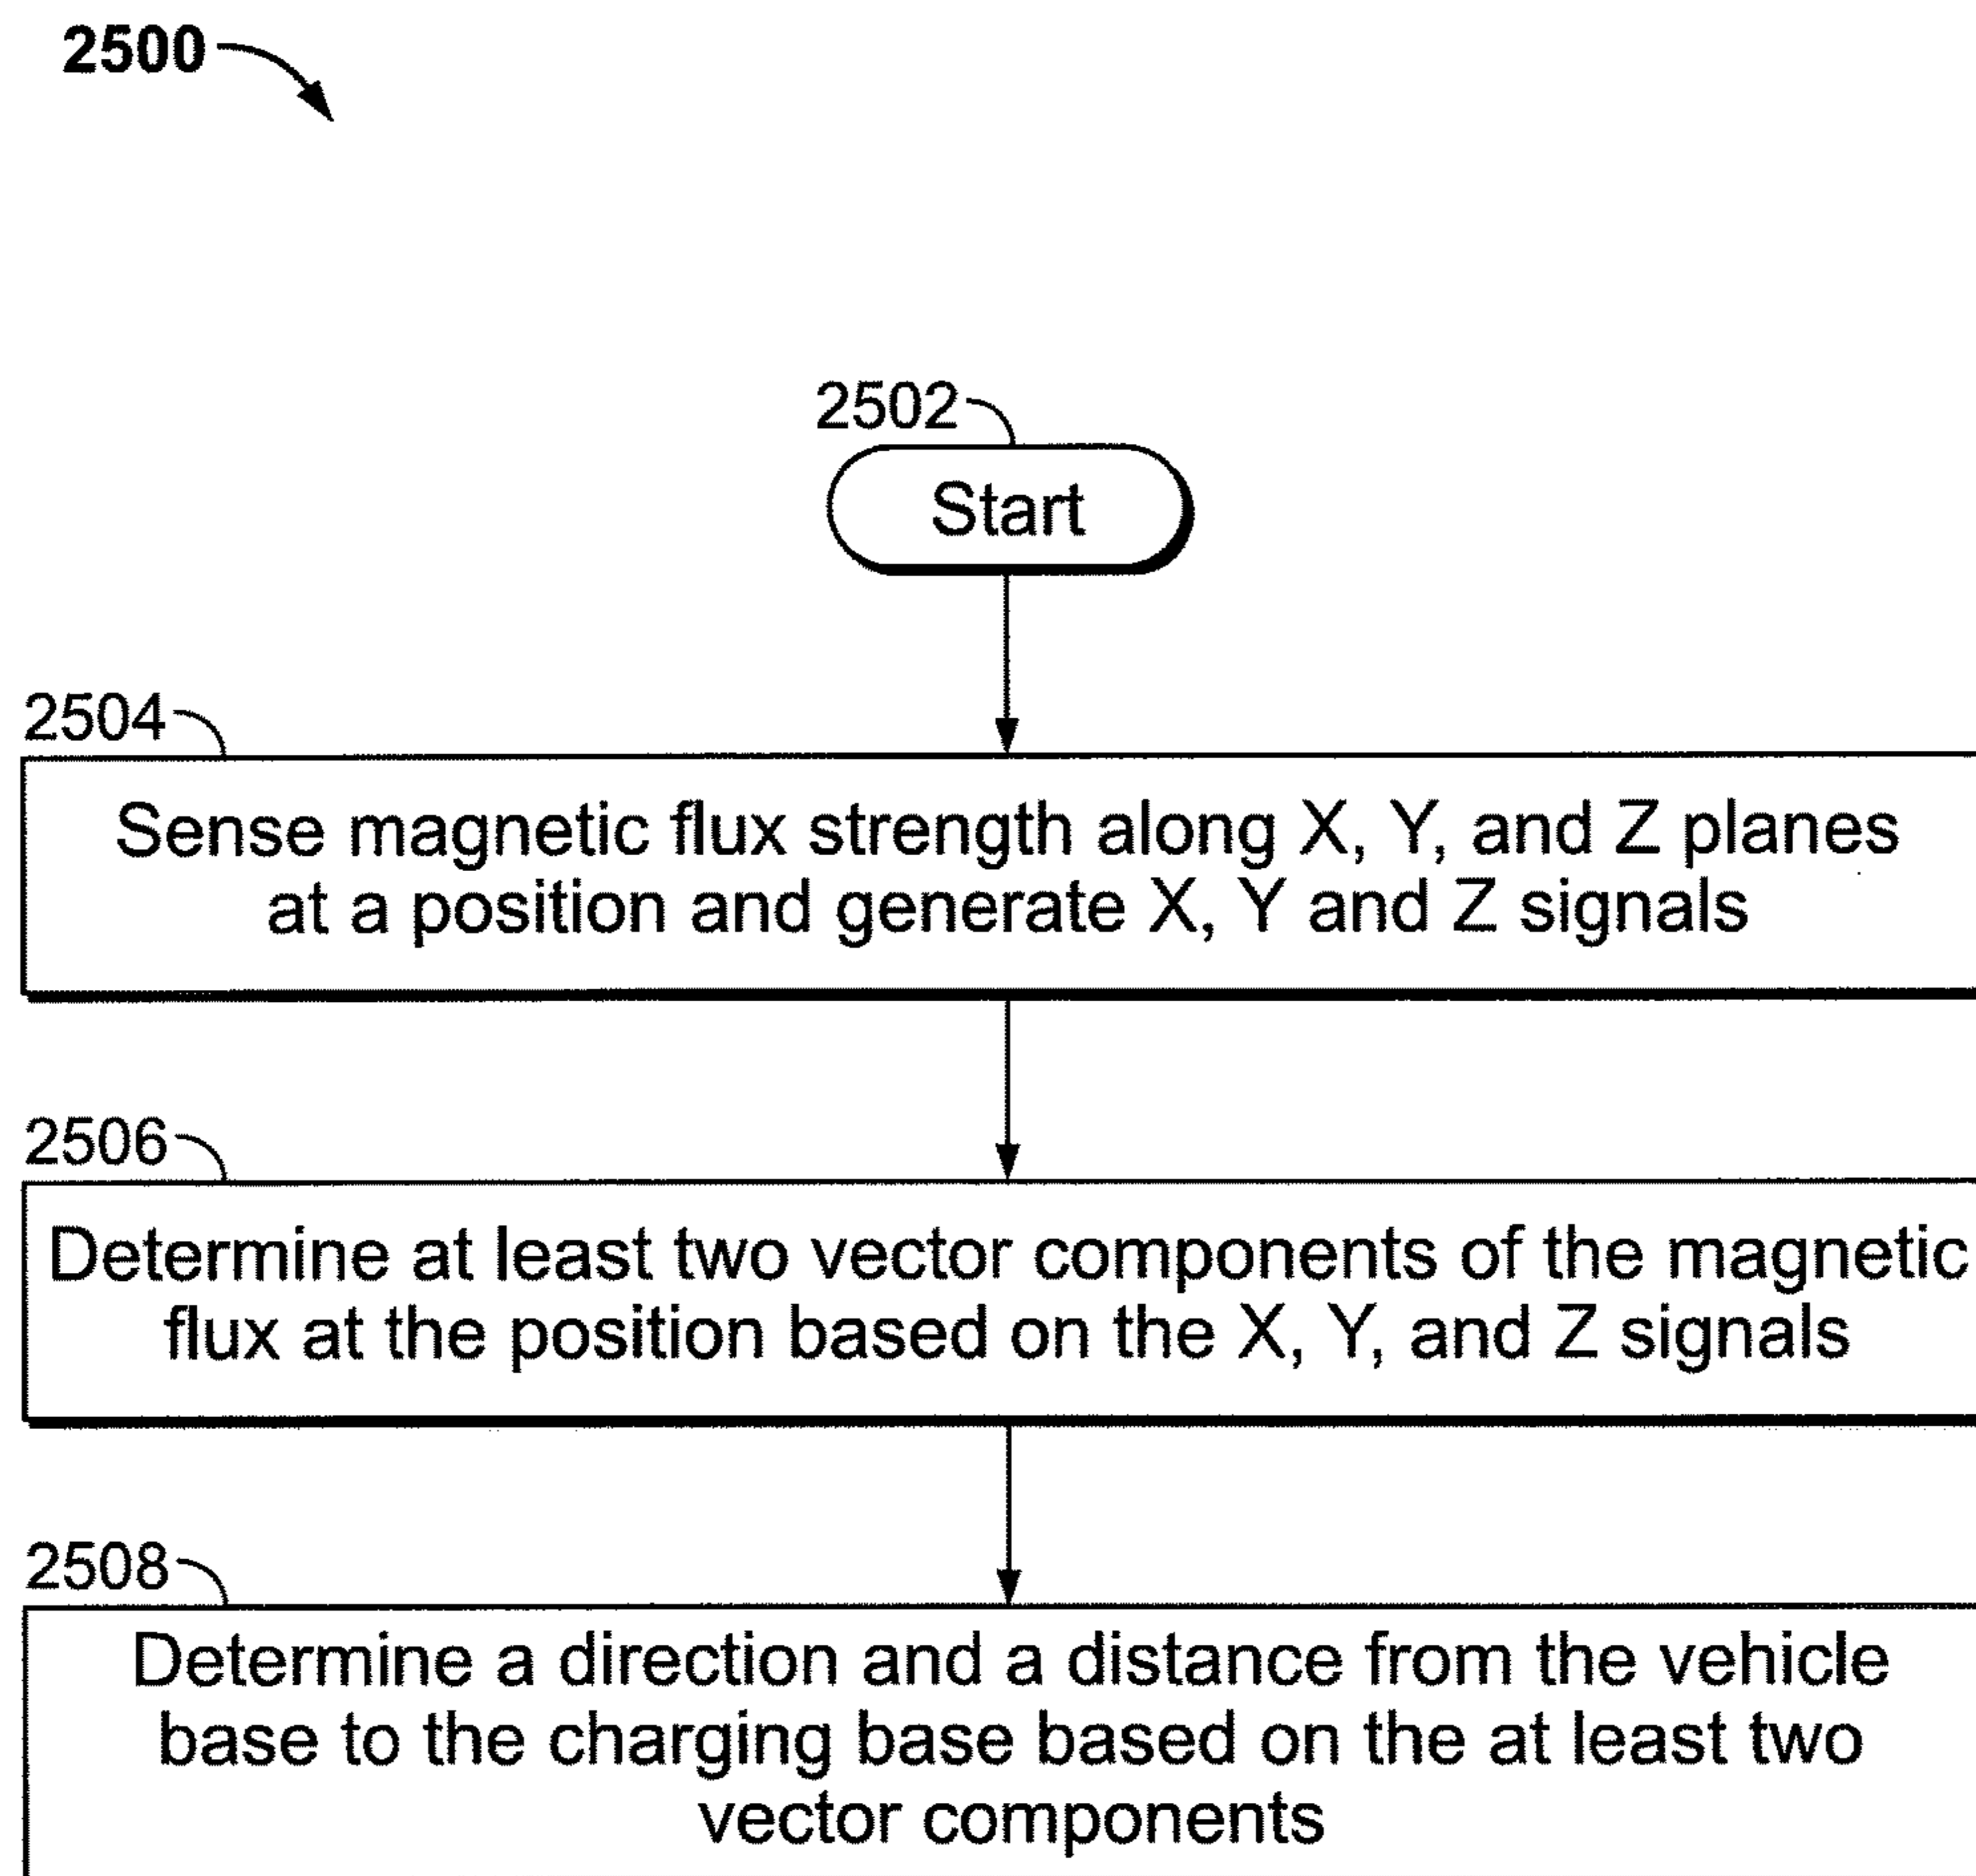 2500
2502
Start
2504
Sense magnetic flux strength along X, Y, and Z planes
at a position and generate X, Y and Z signals
2506
Determine at least two vector components of the magnetic
flux at the position based on the X, Y, and Z signals
2508
Determine a direction and a distance from the vehicle
base to the charging base based on the at least two
vector components